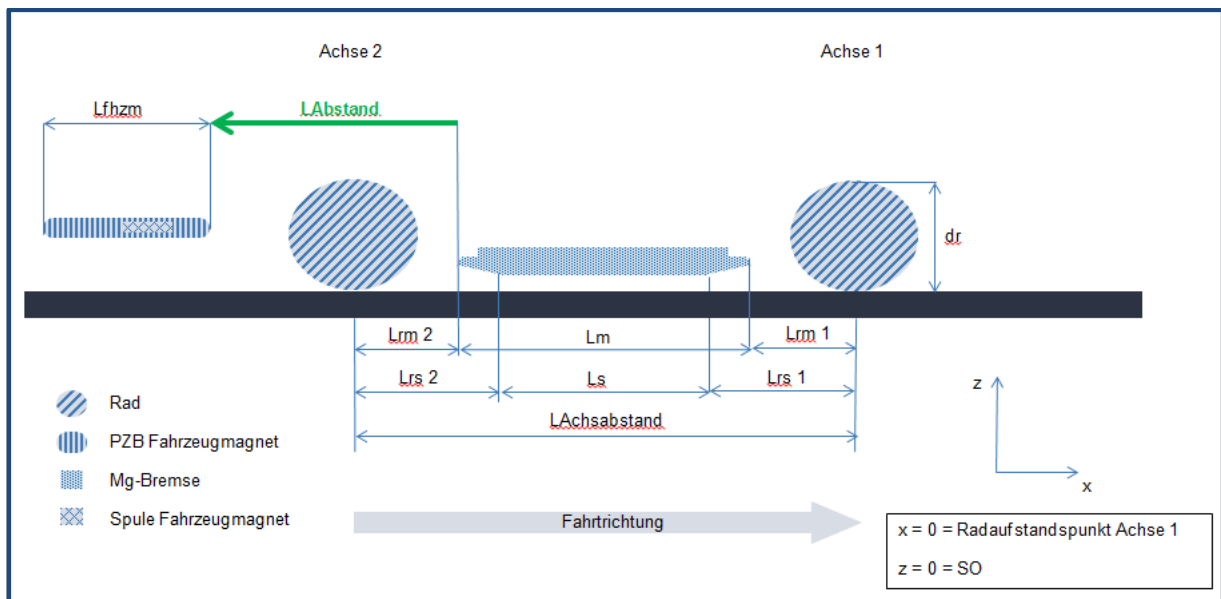 Achse 2
Achse 1
Lfhzm
LAbstand
dr
Lrm 2
Lm
Lrm 1
Lrs 2
Ls
Lrs 1
LAchsabstand
z
x
Rad
PZB Fahrzeugmagnet
Mg-Bremse
Spule Fahrzeugmagnet
Fahrtrichtung
x = 0 = Radaufstandspunkt Achse 1
z = 0 = SO